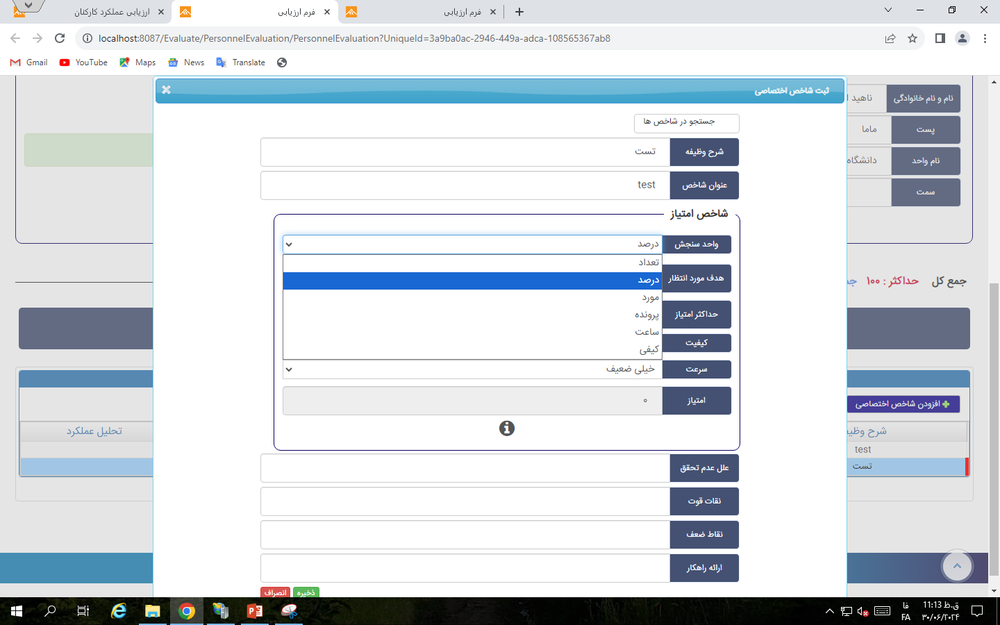 ارزیابی عملکرد کارکنان
فرم ارزیابی
فرم ارزیابی
localhost:8087/Evaluate/PersonnelEvaluation/PersonnelEvaluation?UniqueId=3a9ba0ac-2946-449a-adca-108565367ab8
Gmail YouTube Maps News Translate
ثبت شاخص اختصاصی
نام و نام خانوادگی ناهید ا
پست ماما
نام واحد دانشگاه
سمت
جستجو در شاخص ها
شرح وظیفه تست
عنوان شاخص test
شاخص امتیاز
واحد سنجش درصد
تعداد
درصد
مورد
پرونده
ساعت
کیفی
هدف مورد انتظار
حداکثر امتیاز
کیفیت
سرعت خیلی ضعیف
امتیاز ۰
جمع کل حداکثر : ۱۰۰ جم
افزودن شاخص اختصاصی
شرح وظیف
تحلیل عملکرد
test
تست
علل عدم تحقق
نقات قوت
نقاط ضعف
ارائه راهکار
ذخیره انصراف
ق.ظ 11:13
۳۰/۰۶/۲۰۲۴
فا
FA